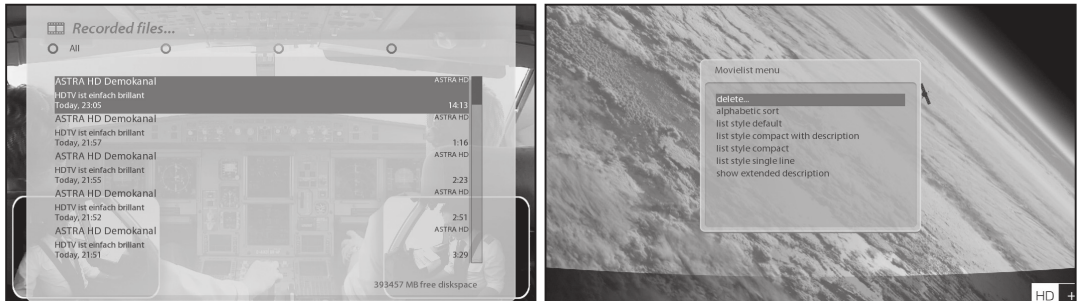 Recorded files...
All
ASTRA HD Demokanal ASTRA HD
HDTV ist einfach brillant
Today, 23:05 14:13
ASTRA HD Demokanal ASTRA HD
HDTV ist einfach brillant
Today, 21:57 1:16
ASTRA HD Demokanal ASTRA HD
HDTV ist einfach brillant
Today, 21:55 2:23
ASTRA HD Demokanal ASTRA HD
HDTV ist einfach brillant
Today, 21:52 2:51
ASTRA HD Demokanal ASTRA HD
HDTV ist einfach brillant
Today, 21:51 3:29
393457 MB free diskspace
Movielist menu
delete...
alphabetic sort
list style default
list style compact with description
list style compact
list style single line
show extended description
HD +